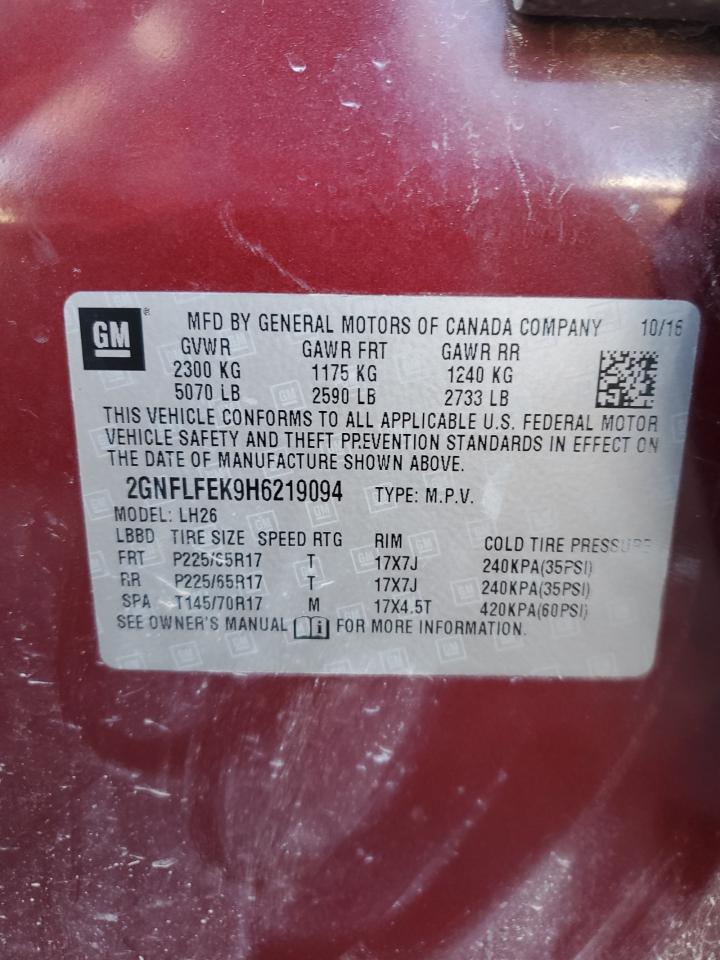 GM ® MFD BY GENERAL MOTORS OF CANADA COMPANY 10/16
GVWR GAWR FRT GAWR RR
2300 KG 1175 KG 1240 KG
5070 LB 2590 LB 2733 LB
THIS VEHICLE CONFORMS TO ALL APPLICABLE U.S. FEDERAL MOTOR
VEHICLE SAFETY AND THEFT PREVENTION STANDARDS IN EFFECT ON
THE DATE OF MANUFACTURE SHOWN ABOVE.
2GNFLFEK9H6219094 TYPE: M.P.V.
MODEL: LH26
LBBD TIRE SIZE SPEED RTG RIM COLD TIRE PRESSURE
FRT P225/65R17 T 17X7J 240KPA(35PSI)
RR P225/65R17 T 17X7J 240KPA(35PSI)
SPA T145/70R17 M 17X4.5T 420KPA(60PSI)
SEE OWNER'S MANUAL i FOR MORE INFORMATION.